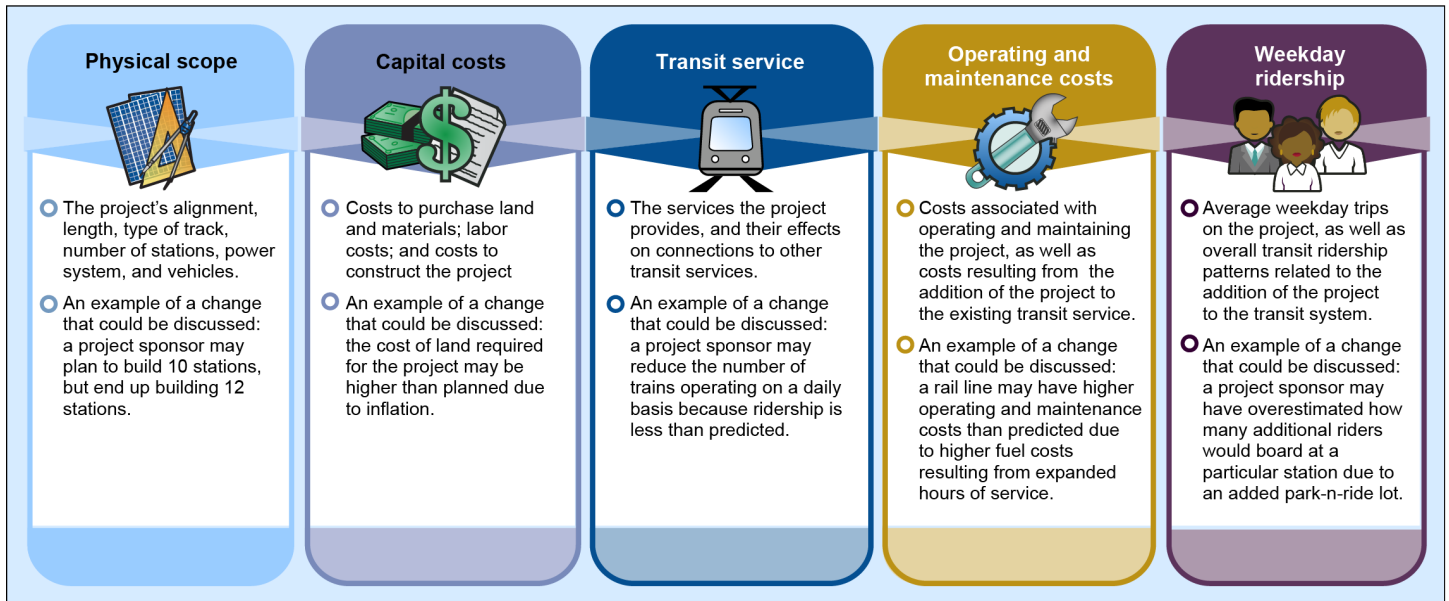 Physical scope
The project's alignment,
length, type of track,
number of stations, power
system, and vehicles.
An example of a change
that could be discussed:
a project sponsor may
plan to build 10 stations,
but end up building 12
stations.
Capital costs
Costs to purchase land
and materials; labor
costs; and costs to
construct the project
An example of a change
that could be discussed:
the cost of land required
for the project may be
higher than planned due
to inflation.
Transit service
The services the project
provides, and their effects
on connections to other
transit services.
An example of a change
that could be discussed:
a project sponsor may
reduce the number of
trains operating on a daily
basis because ridership is
less than predicted.
Operating and
maintenance costs
Costs associated with
operating and maintaining
the project, as well as
costs resulting from the
addition of the project to
the existing transit service.
An example of a change
that could be discussed:
a rail line may have higher
operating and maintenance
costs than predicted due
to higher fuel costs
resulting from expanded
hours of service.
Weekday
ridership
Average weekday trips
on the project, as well as
overall transit ridership
patterns related to the
addition of the project
to the transit system.
An example of a change
that could be discussed:
a project sponsor may
have overestimated how
many additional riders
would board at a
particular station due to
an added park-n-ride lot.